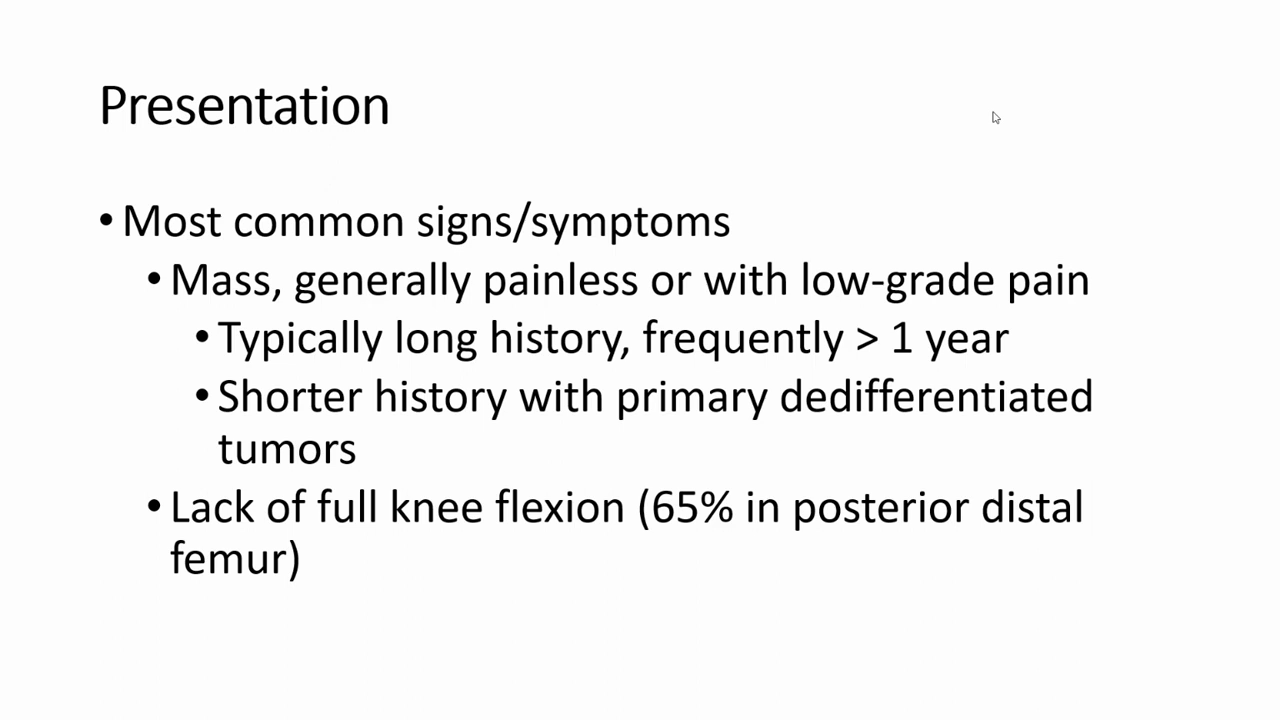 Presentation
• Most common signs/symptoms
• Mass, generally painless or with low-grade pain
• Typically long history, frequently > 1 year
• Shorter history with primary dedifferentiated
tumors
• Lack of full knee flexion (65% in posterior distal
femur)